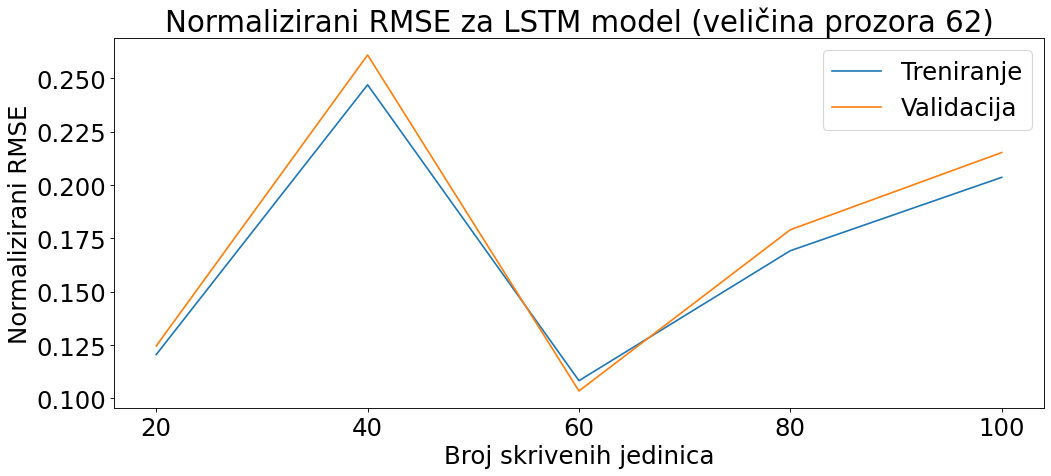 Normalizirani RMSE za LSTM model (veličina prozora 62)
Treniranje
Validacija
Normalizirani RMSE
0.250
0.225
0.200
0.175
0.150
0.125
0.100
20 40 60 80 100
Broj skrivenih jedinica